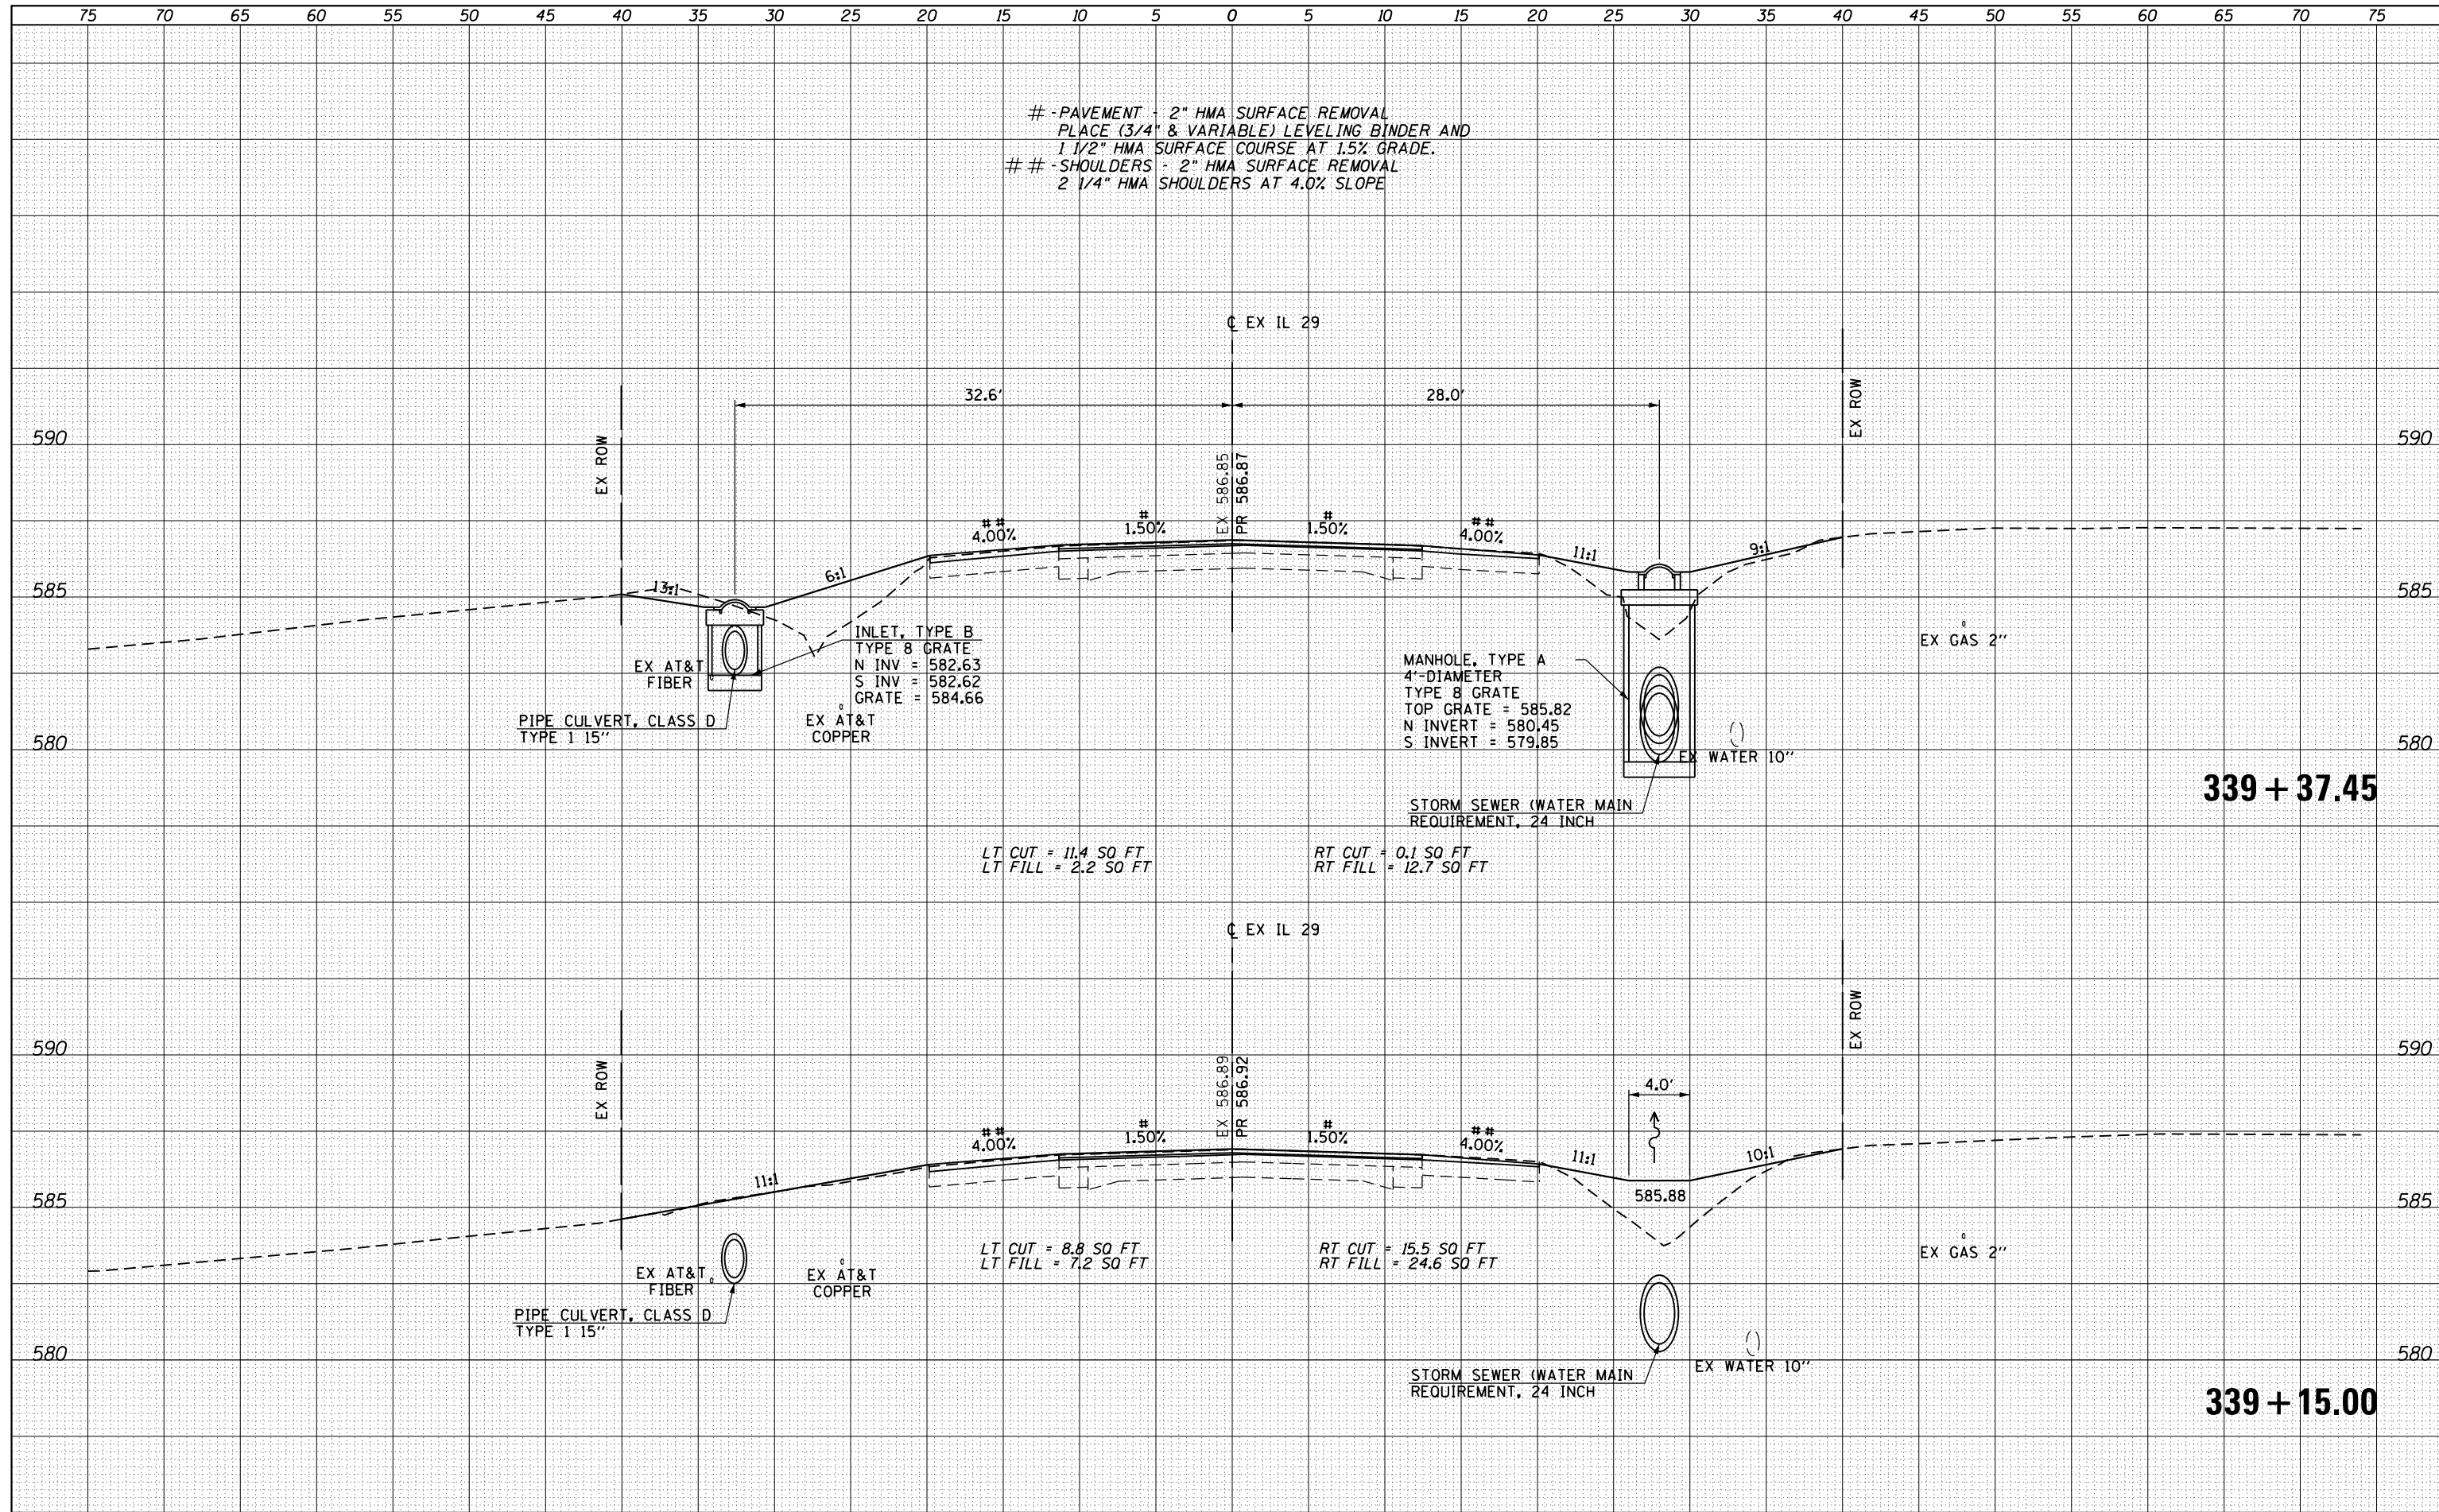 75 70 65 60 55 50 45 40 35 30 25 20 15 10 5 0 5 10 15 20 25 30 35 40 45 50 55 60 65 70 75
# - PAVEMENT - 2" HMA SURFACE REMOVAL
PLACE (3/4" & VARIABLE) LEVELING BINDER AND
1 1/2" HMA SURFACE COURSE AT 1.5% GRADE.
# # - SHOULDERS - 2" HMA SURFACE REMOVAL
2 1/4" HMA SHOULDERS AT 4.0% SLOPE
℄ EX IL 29
32.6'
28.0'
590
590
EX ROW
EX ROW
EX 586.85
PR 586.87
# #
4.00%
#
1.50%
#
1.50%
# #
4.00%
13:1
6:1
11:1
9:1
585
585
INLET, TYPE B
TYPE 8 GRATE
N INV = 582.63
S INV = 582.62
GRATE = 584.66
EX AT&T
FIBER
PIPE CULVERT, CLASS D
TYPE 1 15"
EX AT&T
COPPER
MANHOLE, TYPE A
4'-DIAMETER
TYPE 8 GRATE
TOP GRATE = 585.82
N INVERT = 580.45
S INVERT = 579.85
EX GAS 2"
EX WATER 10"
580
580
339+37.45
STORM SEWER (WATER MAIN
REQUIREMENT, 24 INCH
LT CUT = 11.4 SQ FT
LT FILL = 2.2 SQ FT
RT CUT = 0.1 SQ FT
RT FILL = 12.7 SQ FT
℄ EX IL 29
590
590
EX ROW
EX ROW
EX 586.89
PR 586.92
4.0'
# #
4.00%
#
1.50%
#
1.50%
# #
4.00%
11:1
11:1
10:1
585
585
585.88
LT CUT = 8.8 SQ FT
LT FILL = 7.2 SQ FT
RT CUT = 15.5 SQ FT
RT FILL = 24.6 SQ FT
EX AT&T
FIBER
EX AT&T
COPPER
EX GAS 2"
PIPE CULVERT, CLASS D
TYPE 1 15"
580
580
EX WATER 10"
STORM SEWER (WATER MAIN
REQUIREMENT, 24 INCH
339+15.00